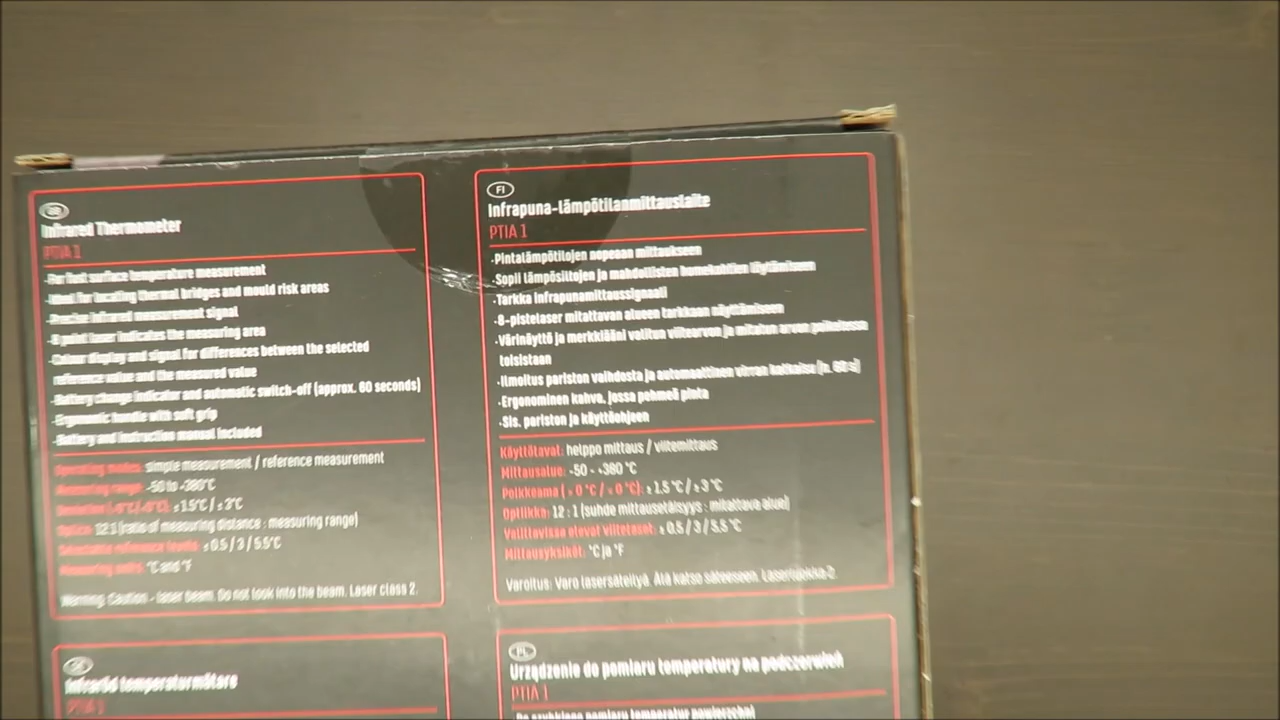 GB
Infrared Thermometer
PTIA 1
·For fast surface temperature measurement
·Ideal for locating thermal bridges and mould risk areas
·Precise infrared measurement signal
·8 point laser indicates the measuring area
·Colour display and signal for differences between the selected
reference value and the measured value
·Battery change indicator and automatic switch-off (approx. 60 seconds)
·Ergonomic handle with soft grip
·Battery and instruction manual included
Operating modes: simple measurement / reference measurement
Measuring range: -50 to +380°C
±1.5°C / ±3°C
Optics: 12:1 (ratio of measuring distance : measuring range)
Selectable reference levels: ±0.5 / 3 / 5.5°C
Measuring units: °C and °F
Warning: Caution - laser beam. Do not look into the beam. Laser class 2.
FI
Infrapuna-lämpötilanmittauslaite
PTIA 1
·Pintalämpötilojen nopeaan mittaukseen
·Sopii lämpösiltojen ja mahdollisten homekohtien löytämiseen
·Tarkka infrapunamittaussignaali
·8-pistelaser mitattavan alueen tarkkaan näyttämiseen
·Värinäyttö ja merkkiääni valitun viitearvon ja mitatun arvon poiketessa
toisistaan
·Ilmoitus pariston vaihdosta ja automaattinen virran katkaisu (n. 60 s)
·Ergonominen kahva, jossa pehmeä pinta
·Sis. pariston ja käyttöohjeen
Käyttötavat: helppo mittaus / viitemittaus
Mittausalue: -50 - +380 °C
Poikkeama ( < 0 °C / > 0 °C): ± 1,5 °C / ± 3 °C
Optiikka: 12 : 1 (suhde mittausetäisyys : mitattava alue)
Valittavissa olevat viitetasot: ± 0,5 / 3 / 5,5 °C
Mittausyksiköt: °C ja °F
Varoitus: Varo lasersäteilyä. Älä katso säteeseen. Laserluokka 2.
SE
Infraröd temperaturmätare
PTIA 1
PL
Urządzenie do pomiaru temperatury na podczerwień
PTIA 1
·Do szybkiego pomiaru temperatur powierzchni